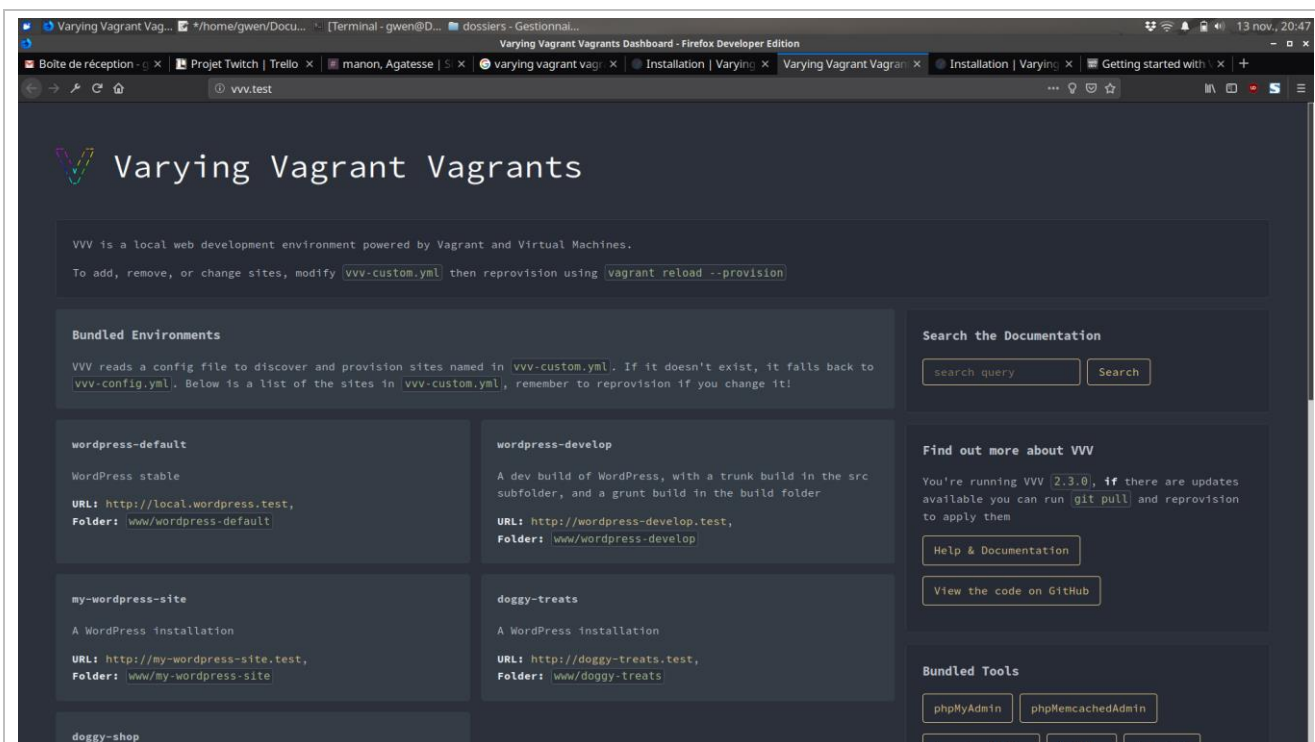 Varying Vagrant Vag... */home/gwen/Docu... [Terminal - gwen@D... dossiers - Gestionnai... 13 nov., 20:47
Varying Vagrant Vagrants Dashboard - Firefox Developer Edition
Boîte de réception - g Projet Twitch | Trello manon, Agatesse | S varying vagrant vagr Installation | Varying Varying Vagrant Vagran Installation | Varying Getting started with V
vvv.test
Varying Vagrant Vagrants
VVV is a local web development environment powered by Vagrant and Virtual Machines.
To add, remove, or change sites, modify vvv-custom.yml then reprovision using vagrant reload --provision
Bundled Environments
VVV reads a config file to discover and provision sites named in vvv-custom.yml. If it doesn't exist, it falls back to
vvv-config.yml. Below is a list of the sites in vvv-custom.yml, remember to reprovision if you change it!
wordpress-default
WordPress stable
URL: http://local.wordpress.test,
Folder: www/wordpress-default
wordpress-develop
A dev build of WordPress, with a trunk build in the src
subfolder, and a grunt build in the build folder
URL: http://wordpress-develop.test,
Folder: www/wordpress-develop
my-wordpress-site
A WordPress installation
URL: http://my-wordpress-site.test,
Folder: www/my-wordpress-site
doggy-treats
A WordPress installation
URL: http://doggy-treats.test,
Folder: www/doggy-treats
doggy-shop
Search the Documentation
search query Search
Find out more about VVV
You're running VVV 2.3.0, if there are updates
available you can run git pull and reprovision
to apply them
Help & Documentation
View the code on GitHub
Bundled Tools
phpMyAdmin phpMemcachedAdmin